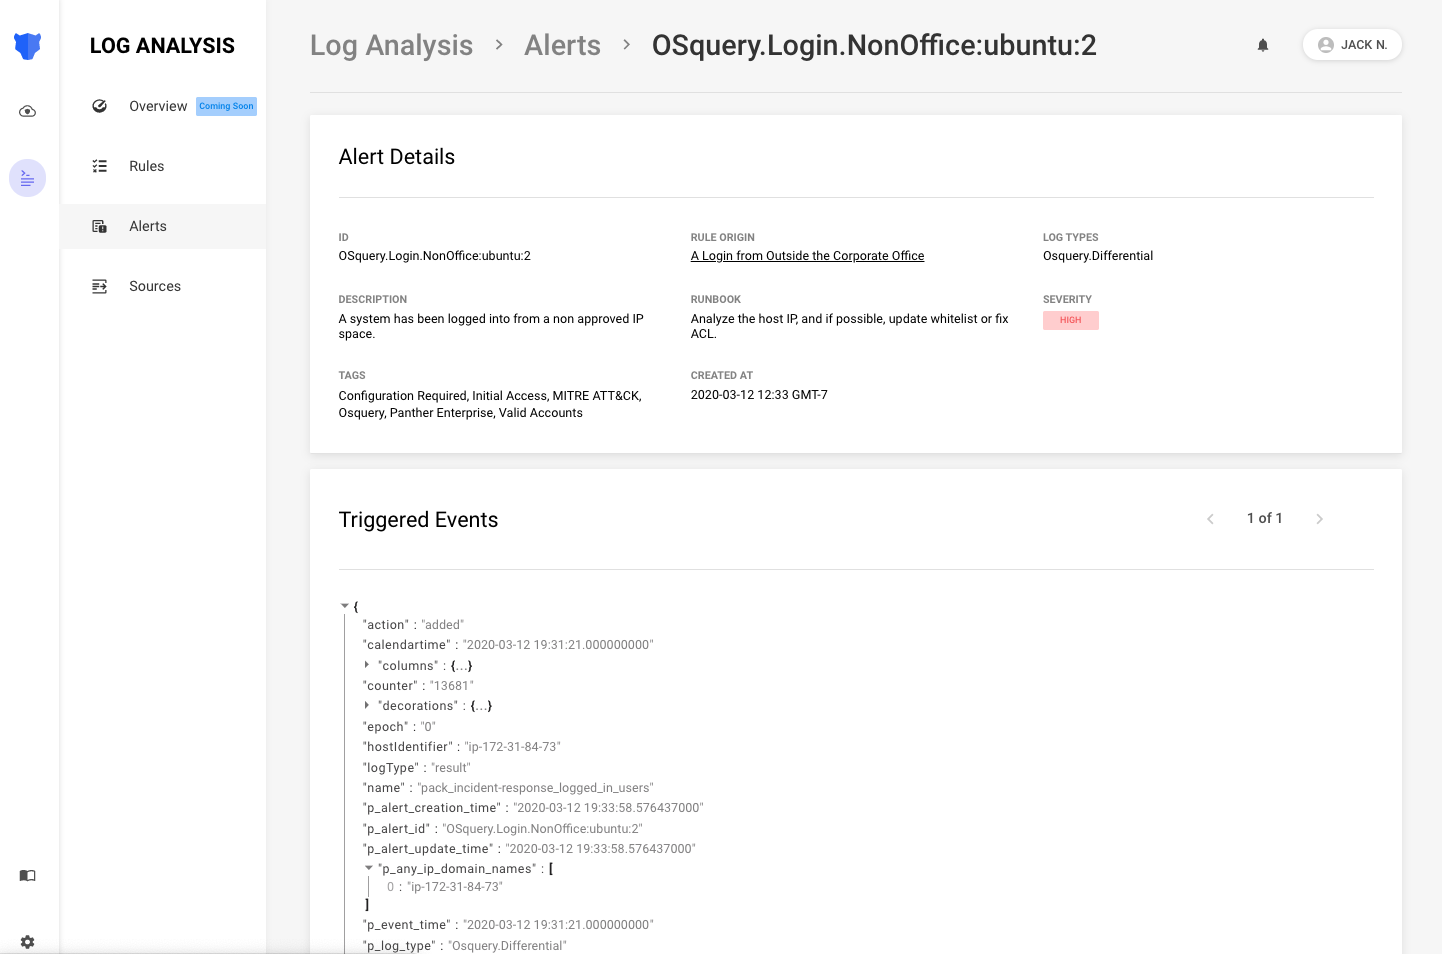 LOG ANALYSIS
Overview
Coming Soon
Rules
Alerts
Sources
Log Analysis > Alerts > OSquery.Login.NonOffice:ubuntu:2
JACK N.
Alert Details
ID
OSquery.Login.NonOffice:ubuntu:2
RULE ORIGIN
A Login from Outside the Corporate Office
LOG TYPES
Osquery.Differential
DESCRIPTION
A system has been logged into from a non approved IP
space.
RUNBOOK
Analyze the host IP, and if possible, update whitelist or fix
ACL.
SEVERITY
HIGH
TAGS
Configuration Required, Initial Access, MITRE ATT&CK,
Osquery, Panther Enterprise, Valid Accounts
CREATED AT
2020-03-12 12:33 GMT-7
Triggered Events
1 of 1
{
"action" : "added"
"calendartime" : "2020-03-12 19:31:21.000000000"
"columns" : {...}
"counter" : "13681"
"decorations" : {...}
"epoch" : "0"
"hostIdentifier" : "ip-172-31-84-73"
"logType" : "result"
"name" : "pack_incident-response_logged_in_users"
"p_alert_creation_time" : "2020-03-12 19:33:58.576437000"
"p_alert_id" : "OSquery.Login.NonOffice:ubuntu:2"
"p_alert_update_time" : "2020-03-12 19:33:58.576437000"
"p_any_ip_domain_names" : [
0 : "ip-172-31-84-73"
]
"p_event_time" : "2020-03-12 19:31:21.000000000"
"p_log_type" : "Osquery.Differential"